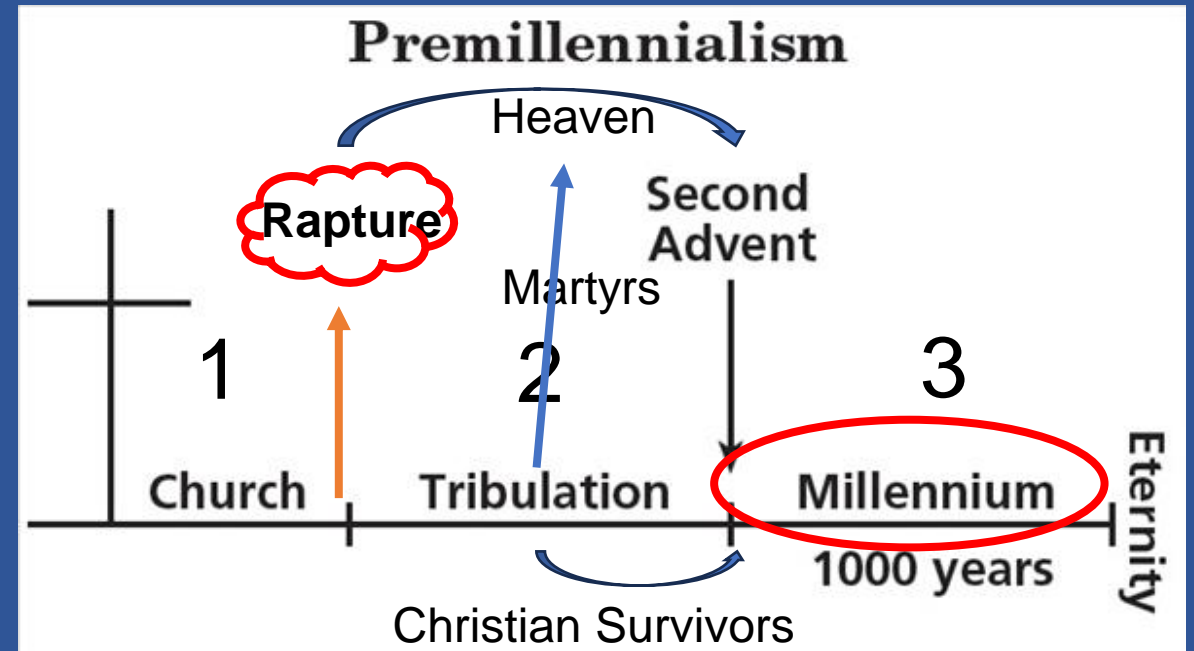 Premillennialism
Heaven
Rapture
Second
Advent
Martyrs
1
2
3
Church
Tribulation
Millennium
Eternity
1000 years
Christian Survivors